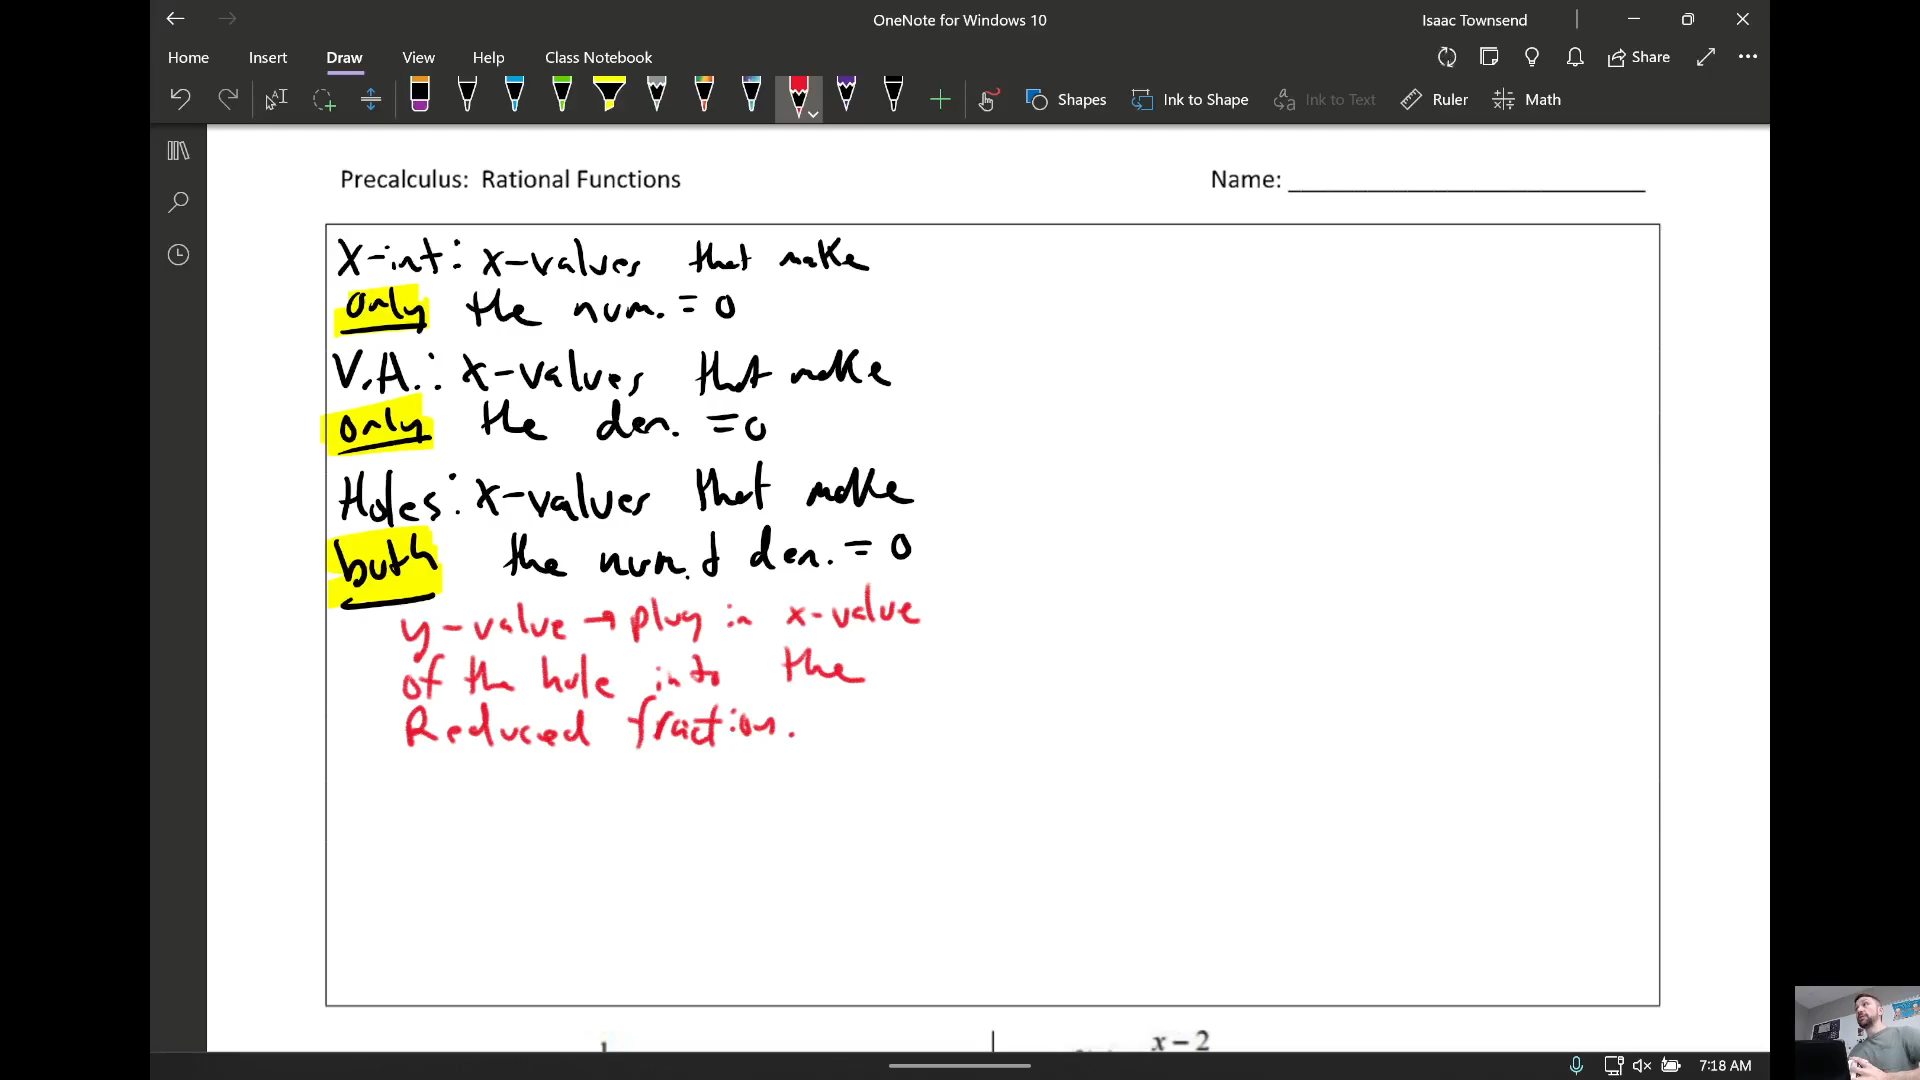 OneNote for Windows 10
Isaac Townsend
Home Insert Draw View Help Class Notebook
Share
Shapes Ink to Shape Ink to Text Ruler Math
Precalculus: Rational Functions
Name:
X-int: x-values that make
only the num. = 0
V.A.: x-values that make
only the den. = 0
Holes: x-values that make
both the num. & den. = 0
y-value → plug in x-value
of the hole into the
Reduced fraction.
x – 2
7:18 AM